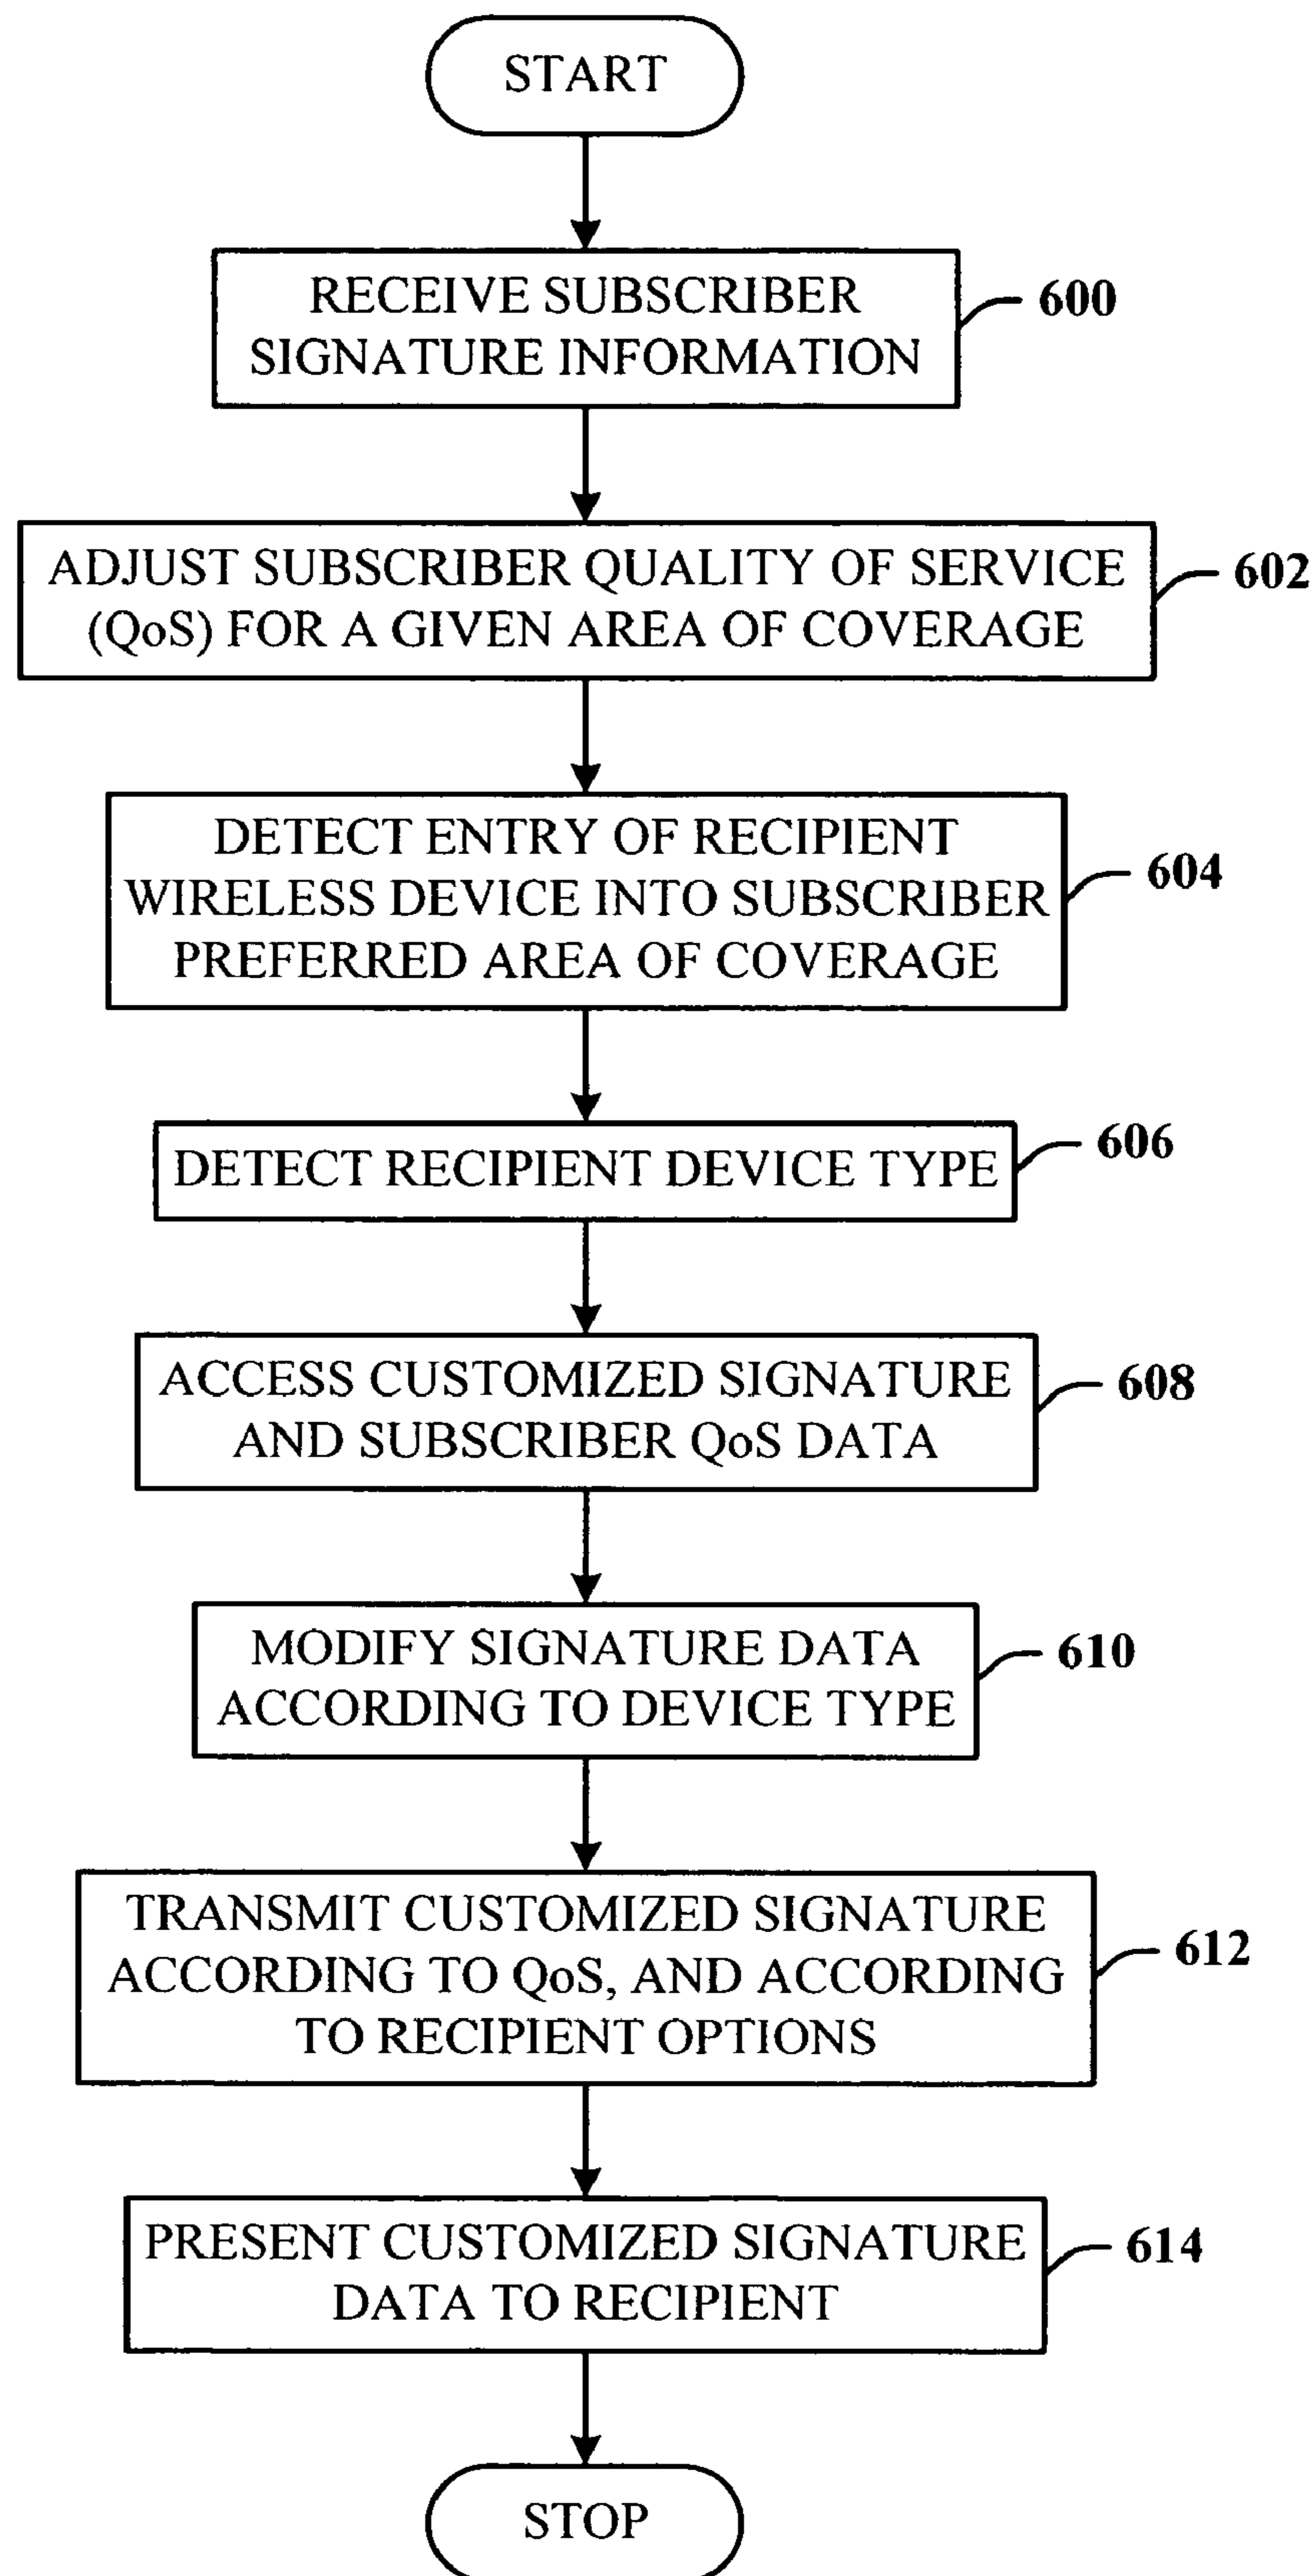 START
RECEIVE SUBSCRIBER
SIGNATURE INFORMATION
600
ADJUST SUBSCRIBER QUALITY OF SERVICE
(QoS) FOR A GIVEN AREA OF COVERAGE
602
DETECT ENTRY OF RECIPIENT
WIRELESS DEVICE INTO SUBSCRIBER
PREFERRED AREA OF COVERAGE
604
DETECT RECIPIENT DEVICE TYPE
606
ACCESS CUSTOMIZED SIGNATURE
AND SUBSCRIBER QoS DATA
608
MODIFY SIGNATURE DATA
ACCORDING TO DEVICE TYPE
610
TRANSMIT CUSTOMIZED SIGNATURE
ACCORDING TO QoS, AND ACCORDING
TO RECIPIENT OPTIONS
612
PRESENT CUSTOMIZED SIGNATURE
DATA TO RECIPIENT
614
STOP